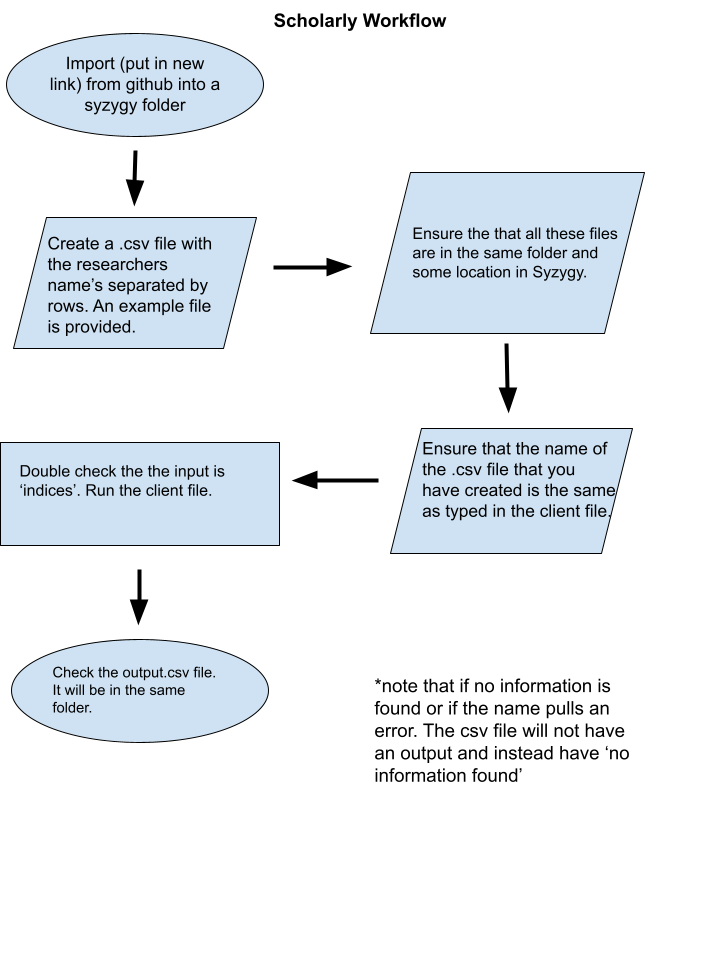 Scholarly Workflow
Import (put in new
link) from github into a
syzygy folder
Create a .csv file with
the researchers
name's separated by
rows. An example file
is provided.
Ensure the that all these files
are in the same folder and
some location in Syzygy.
Ensure that the name of
the .csv file that you
have created is the same
as typed in the client file.
Double check the the input is
‘indices’. Run the client file.
Check the output.csv file.
It will be in the same
folder.
*note that if no information is
found or if the name pulls an
error. The csv file will not have
an output and instead have ‘no
information found’